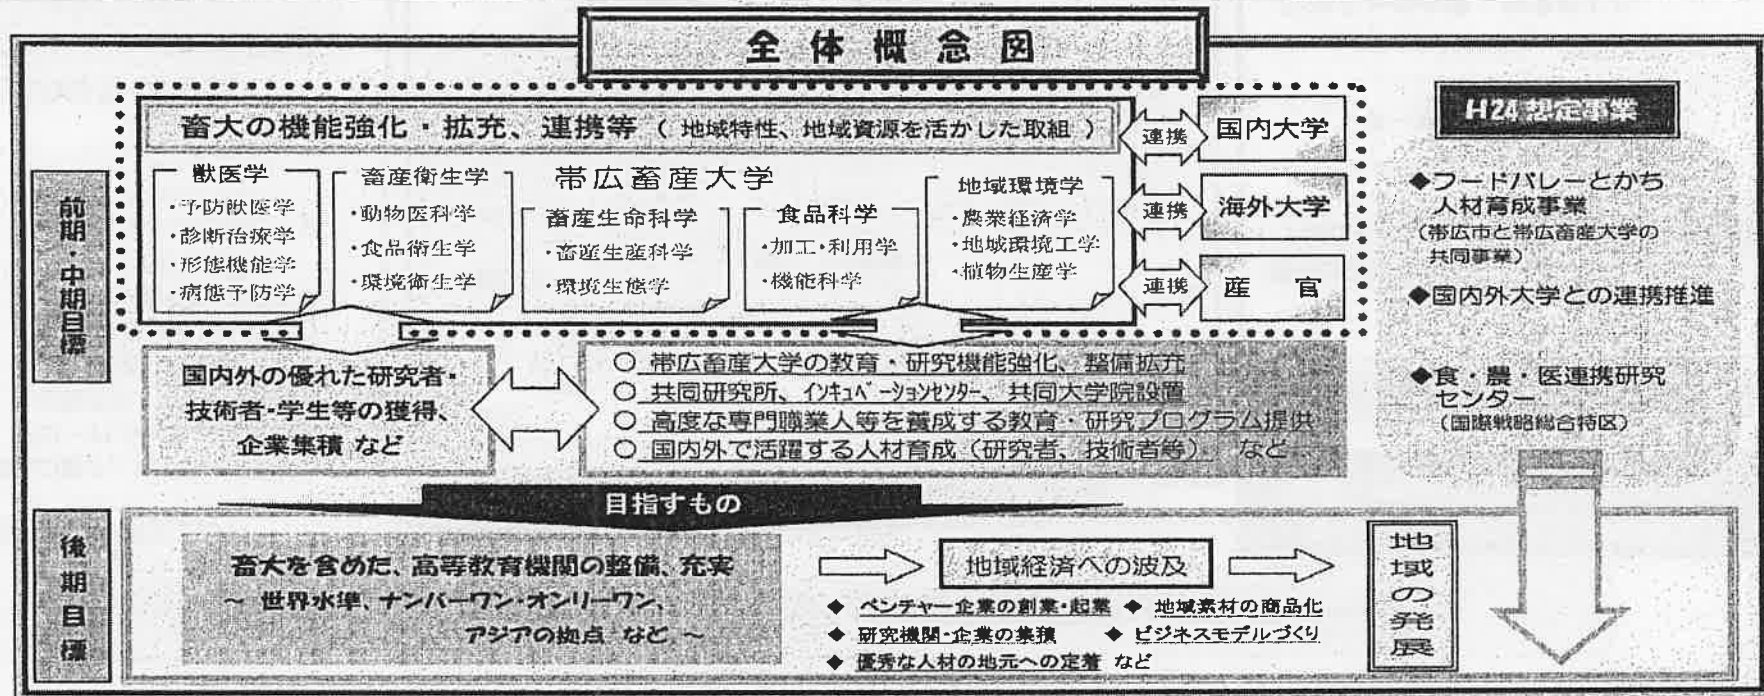 全体概念図
前期・中期目標
畜大の機能強化・拡充、連携等（地域特性、地域資源を活かした取組）
帯広畜産大学
獣医学
・予防獣医学
・診断治療学
・形態機能学
・病態予防学
畜産衛生学
・動物医科学
・食品衛生学
・環境衛生学
畜産生命科学
・畜産生産科学
・環境生態学
食品科学
・加工・利用学
・機能科学
地域環境学
・農業経済学
・地域環境工学
・植物生産学
連携
国内大学
連携
海外大学
連携
産 官
国内外の優れた研究者・
技術者・学生等の獲得、
企業集積 など
○ 帯広畜産大学の教育・研究機能強化、整備拡充
○ 共同研究所、インキュベーションセンター、共同大学院設置
○ 高度な専門職業人等を養成する教育・研究プログラム提供
○ 国内外で活躍する人材育成（研究者、技術者等） など
H24想定事業
◆フードバレーとかち
人材育成事業
（帯広市と帯広畜産大学の
共同事業）
◆国内外大学との連携推進
◆食・農・医連携研究
センター
（国際戦略総合特区）
目指すもの
後期目標
畜大を含めた、高等教育機関の整備、充実
～ 世界水準、ナンバーワン・オンリーワン、
アジアの拠点 など ～
地域経済への波及
◆ ベンチャー企業の創業・起業 ◆ 地域素材の商品化
◆ 研究機関・企業の集積 ◆ ビジネスモデルづくり
◆ 優秀な人材の地元への定着 など
地域の発展